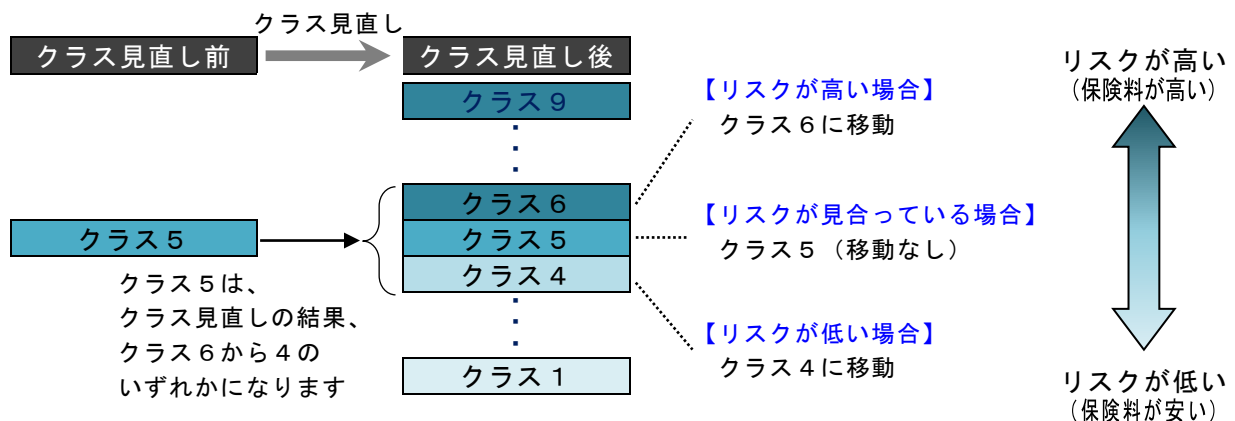 クラス見直し
クラス見直し前
クラス見直し後
クラス９
クラス６
クラス５
クラス４
クラス１
クラス５
クラス５は、
クラス見直しの結果、
クラス６から４の
いずれかになります
【リスクが高い場合】
クラス６に移動
【リスクが見合っている場合】
クラス５（移動なし）
【リスクが低い場合】
クラス４に移動
リスクが高い
（保険料が高い）
リスクが低い
（保険料が安い）